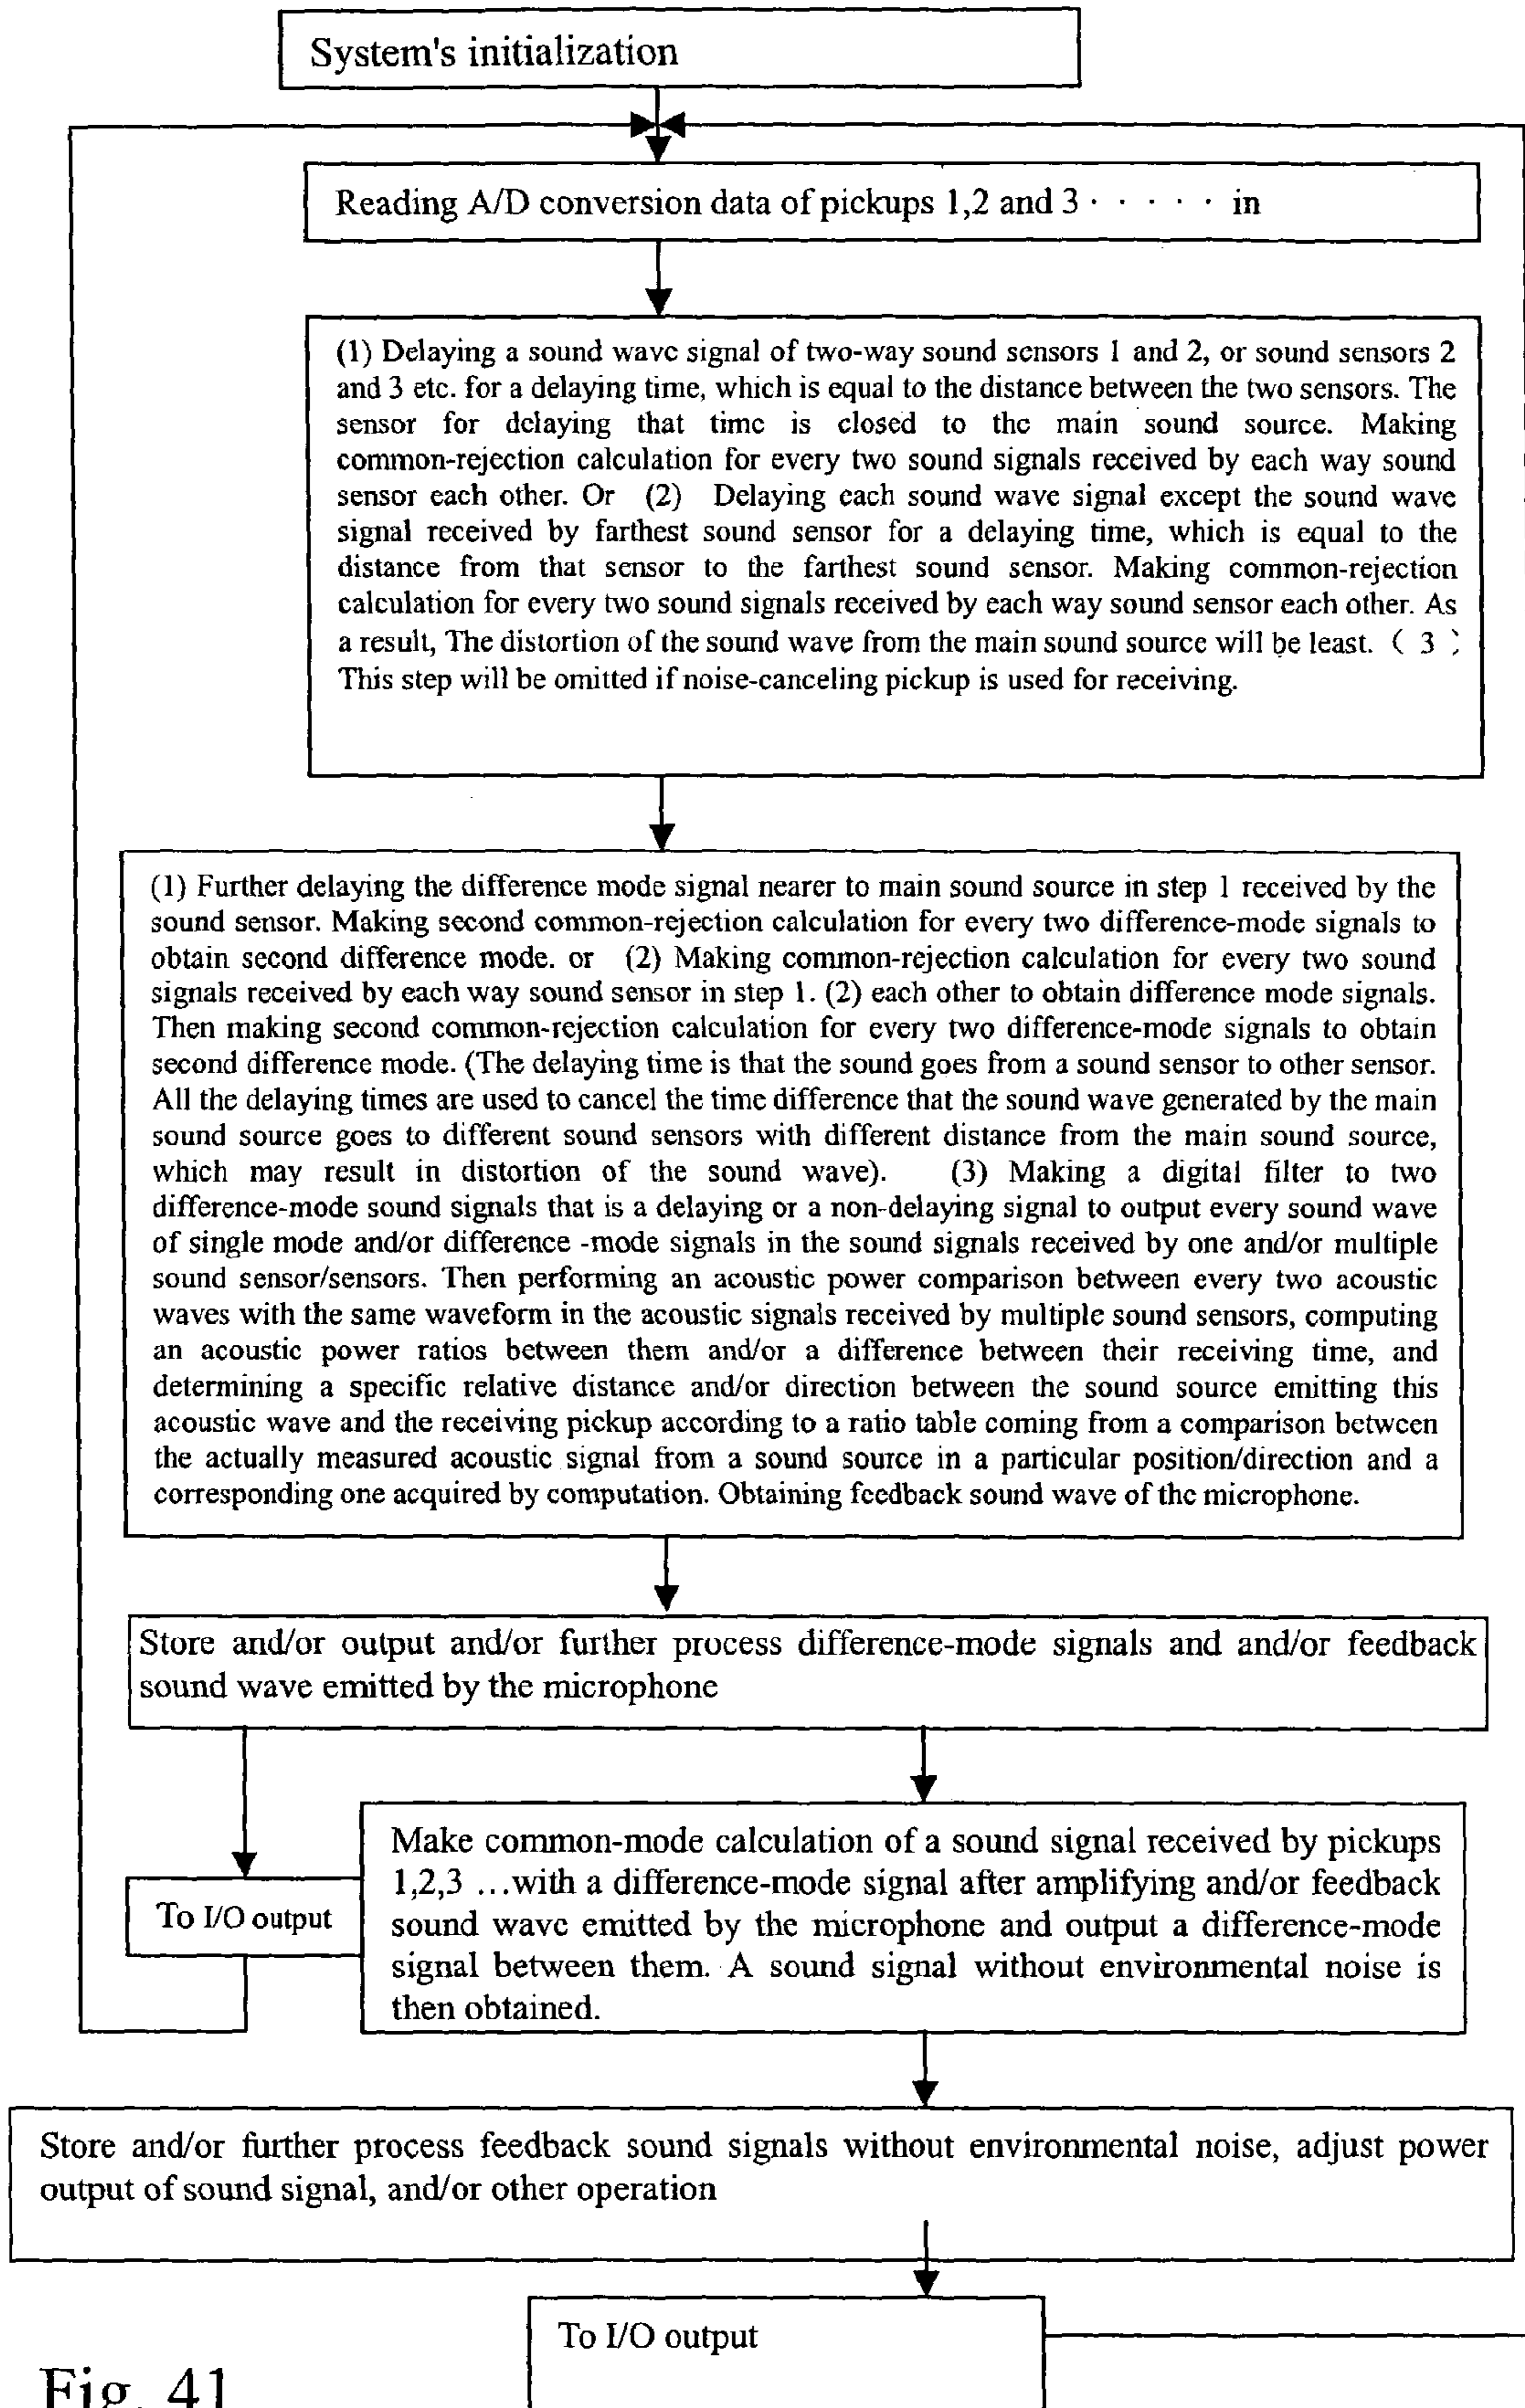 System's initialization
Reading A/D conversion data of pickups 1,2 and 3 · · · · · in
(1) Delaying a sound wave signal of two-way sound sensors 1 and 2, or sound sensors 2
and 3 etc. for a delaying time, which is equal to the distance between the two sensors. The
sensor for delaying that time is closed to the main sound source. Making
common-rejection calculation for every two sound signals received by each way sound
sensor each other. Or (2) Delaying each sound wave signal except the sound wave
signal received by farthest sound sensor for a delaying time, which is equal to the
distance from that sensor to the farthest sound sensor. Making common-rejection
calculation for every two sound signals received by each way sound sensor each other. As
a result, The distortion of the sound wave from the main sound source will be least. ( 3 )
This step will be omitted if noise-canceling pickup is used for receiving.
(1) Further delaying the difference mode signal nearer to main sound source in step 1 received by the
sound sensor. Making second common-rejection calculation for every two difference-mode signals to
obtain second difference mode. or (2) Making common-rejection calculation for every two sound
signals received by each way sound sensor in step 1. (2) each other to obtain difference mode signals.
Then making second common-rejection calculation for every two difference-mode signals to obtain
second difference mode. (The delaying time is that the sound goes from a sound sensor to other sensor.
All the delaying times are used to cancel the time difference that the sound wave generated by the main
sound source goes to different sound sensors with different distance from the main sound source,
which may result in distortion of the sound wave). (3) Making a digital filter to two
difference-mode sound signals that is a delaying or a non-delaying signal to output every sound wave
of single mode and/or difference -mode signals in the sound signals received by one and/or multiple
sound sensor/sensors. Then performing an acoustic power comparison between every two acoustic
waves with the same waveform in the acoustic signals received by multiple sound sensors, computing
an acoustic power ratios between them and/or a difference between their receiving time, and
determining a specific relative distance and/or direction between the sound source emitting this
acoustic wave and the receiving pickup according to a ratio table coming from a comparison between
the actually measured acoustic signal from a sound source in a particular position/direction and a
corresponding one acquired by computation. Obtaining feedback sound wave of the microphone.
Store and/or output and/or further process difference-mode signals and and/or feedback
sound wave emitted by the microphone
To I/O output
Make common-mode calculation of a sound signal received by pickups
1,2,3 ...with a difference-mode signal after amplifying and/or feedback
sound wave emitted by the microphone and output a difference-mode
signal between them. A sound signal without environmental noise is
then obtained.
Store and/or further process feedback sound signals without environmental noise, adjust power
output of sound signal, and/or other operation
To I/O output
Fig. 41